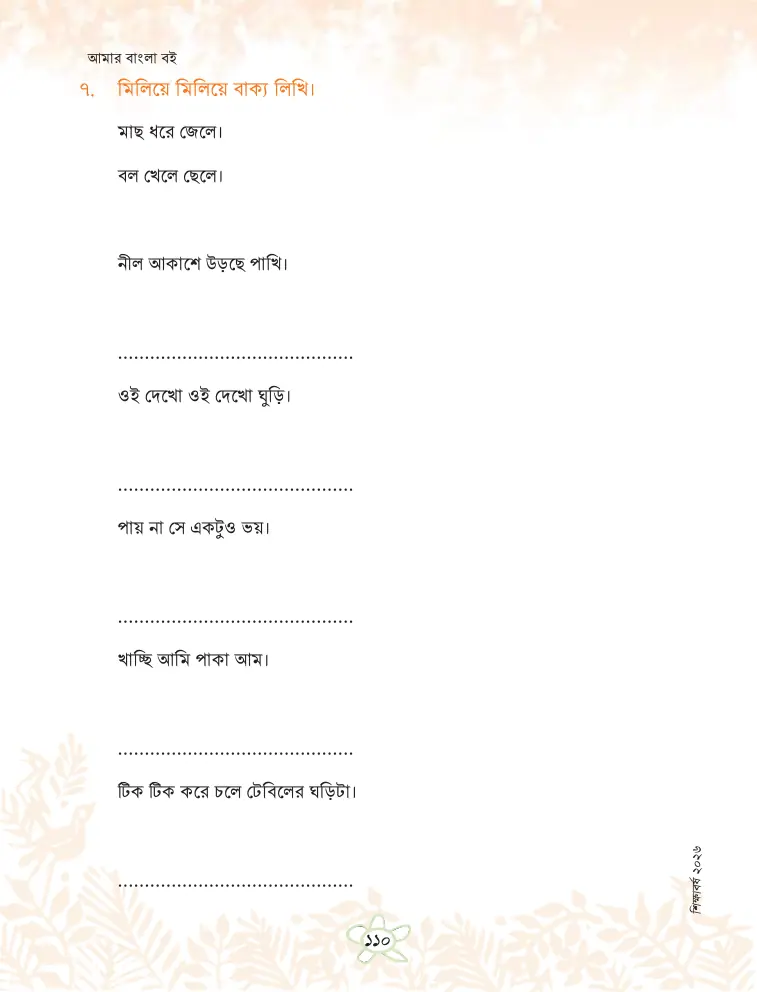 আমার বাংলা বই
৭. মিলিয়ে মিলিয়ে বাক্য লিখি।
মাছ ধরে জেলে।
বল খেলে ছেলে।
নীল আকাশে উড়ছে পাখি।
............................................
ওই দেখো ওই দেখো ঘুড়ি।
............................................
পায় না সে একটুও ভয়।
............................................
খাচ্ছি আমি পাকা আম।
............................................
টিক টিক করে চলে টেবিলের ঘড়িটা।
............................................
শিক্ষাবর্ষ ২০২৬
১১০